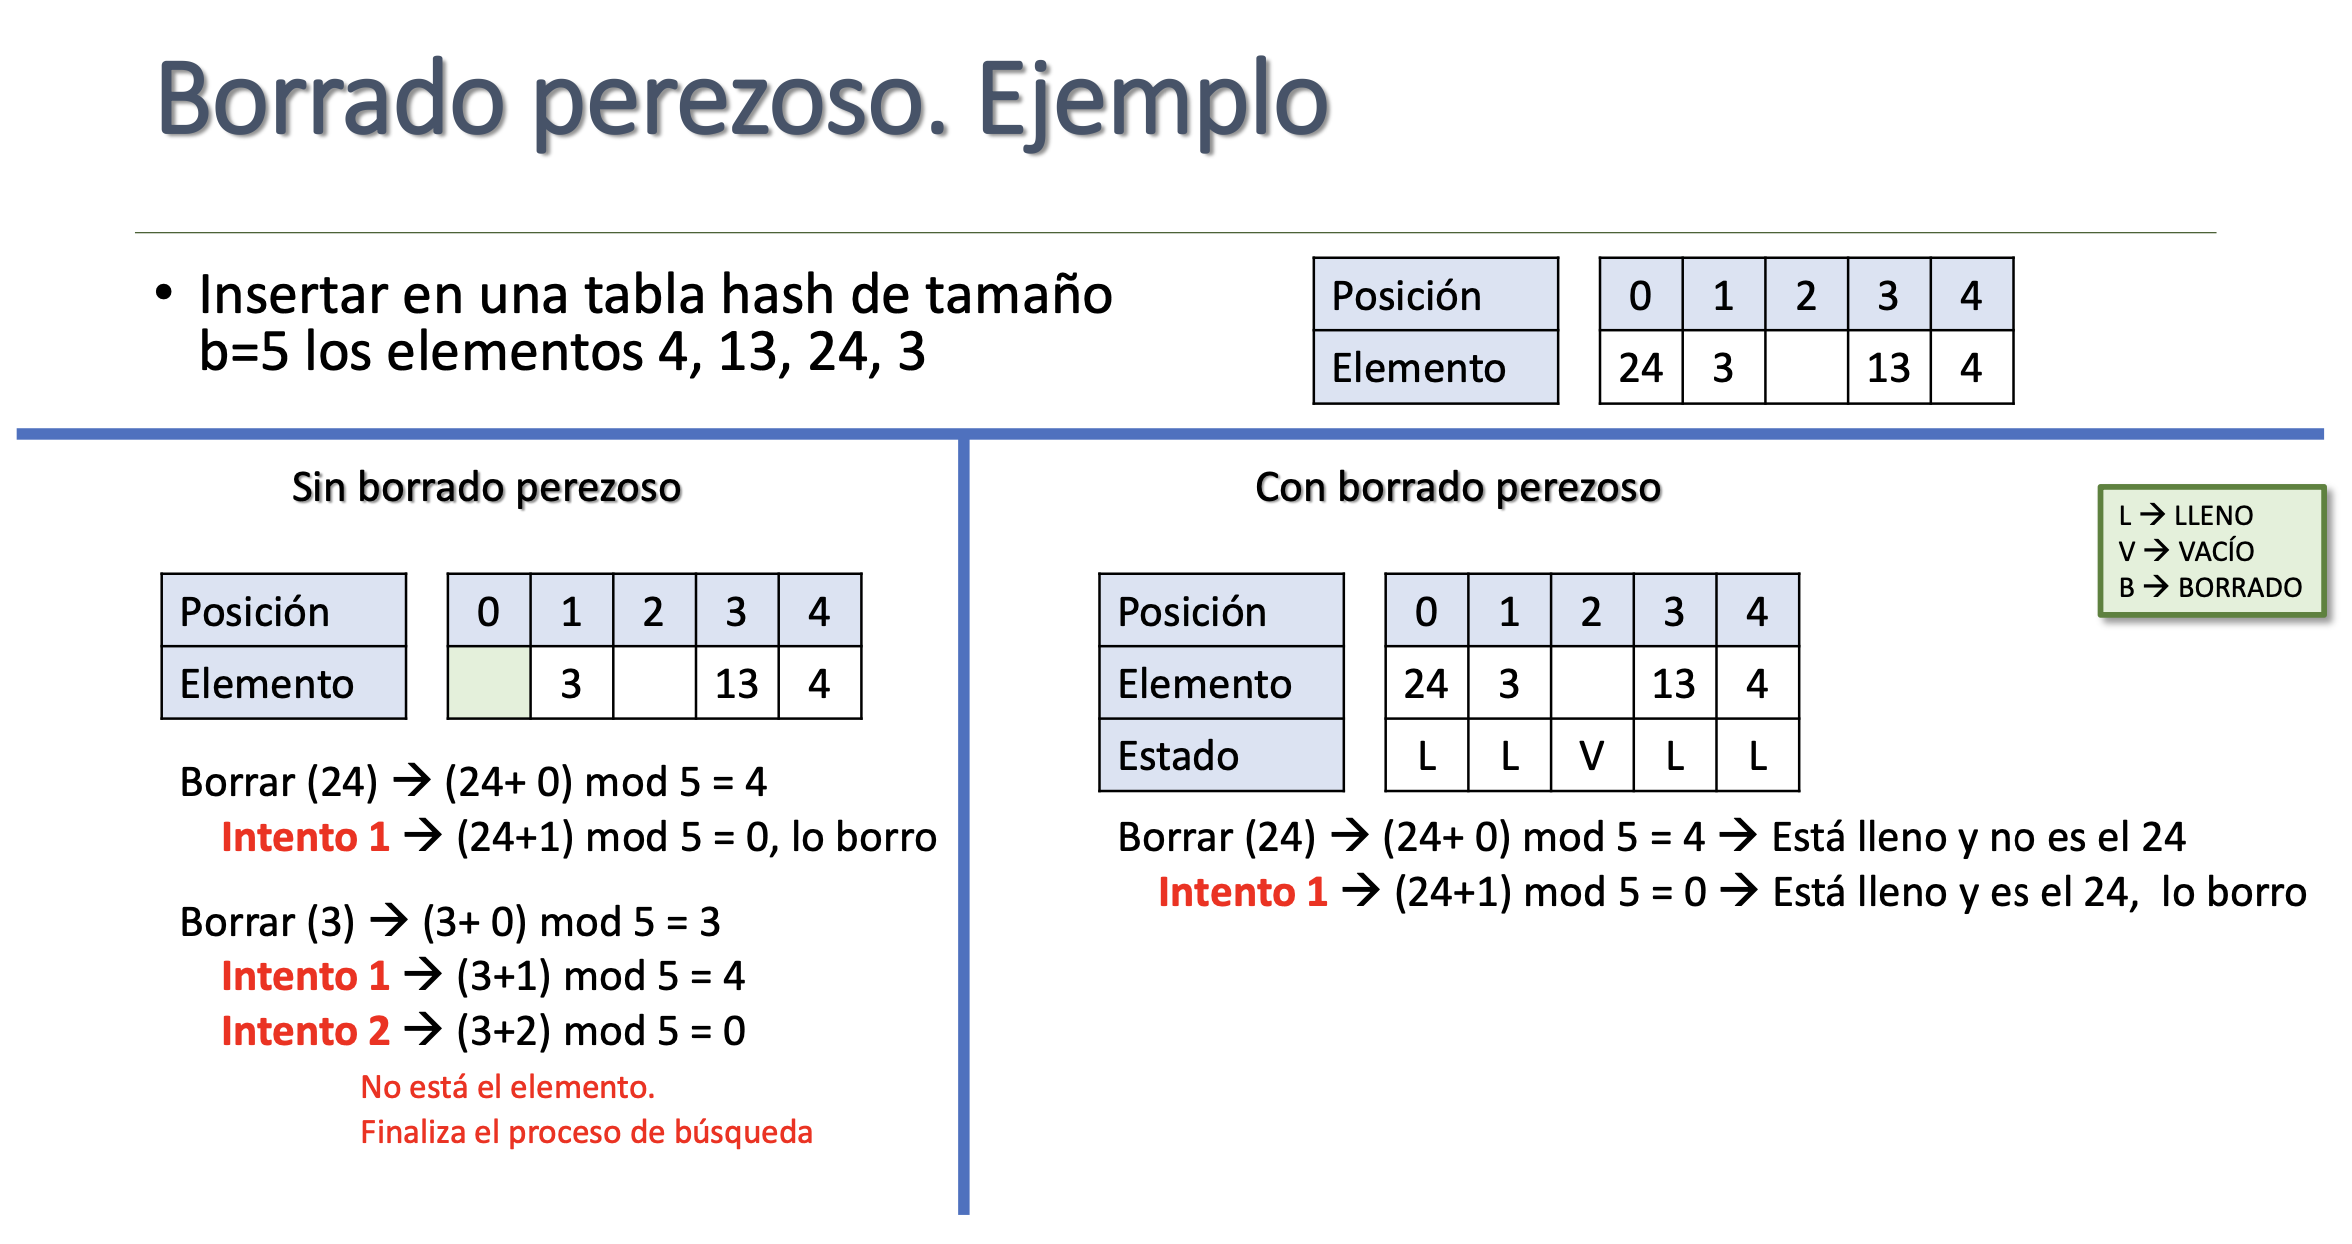 Borrado perezoso. Ejemplo
• Insertar en una tabla hash de tamaño
b=5 los elementos 4, 13, 24, 3
Posición 0 1 2 3 4
Elemento 24 3 13 4
Sin borrado perezoso
Posición 0 1 2 3 4
Elemento 3 13 4
Borrar (24) → (24+ 0) mod 5 = 4
Intento 1 → (24+1) mod 5 = 0, lo borro
Borrar (3) → (3+ 0) mod 5 = 3
Intento 1 → (3+1) mod 5 = 4
Intento 2 → (3+2) mod 5 = 0
No está el elemento.
Finaliza el proceso de búsqueda
Con borrado perezoso
L → LLENO
V → VACÍO
B → BORRADO
Posición 0 1 2 3 4
Elemento 24 3 13 4
Estado L L V L L
Borrar (24) → (24+ 0) mod 5 = 4 → Está lleno y no es el 24
Intento 1 → (24+1) mod 5 = 0 → Está lleno y es el 24, lo borro